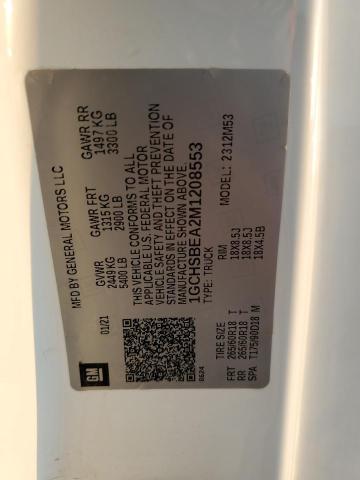 MFD BY GENERAL MOTORS LLC
01/21
GVWR
2449 KG
5400 LB
GAWR FRT
1315 KG
2900 LB
GAWR RR
1497 KG
3300 LB
THIS VEHICLE CONFORMS TO ALL
APPLICABLE U.S. FEDERAL MOTOR
VEHICLE SAFETY AND THEFT PREVENTION
STANDARDS IN EFFECT ON THE DATE OF
MANUFACTURE SHOWN ABOVE.
1GCHSBEA2M1208553
TYPE: TRUCK
MODEL: 2312M53
GM
8624
TIRE SIZE RIM
FRT 265/60R18 T 18X8.5J
RR 265/60R18 T 18X8.5J
SPA T175/90D18 M 18X4.5B